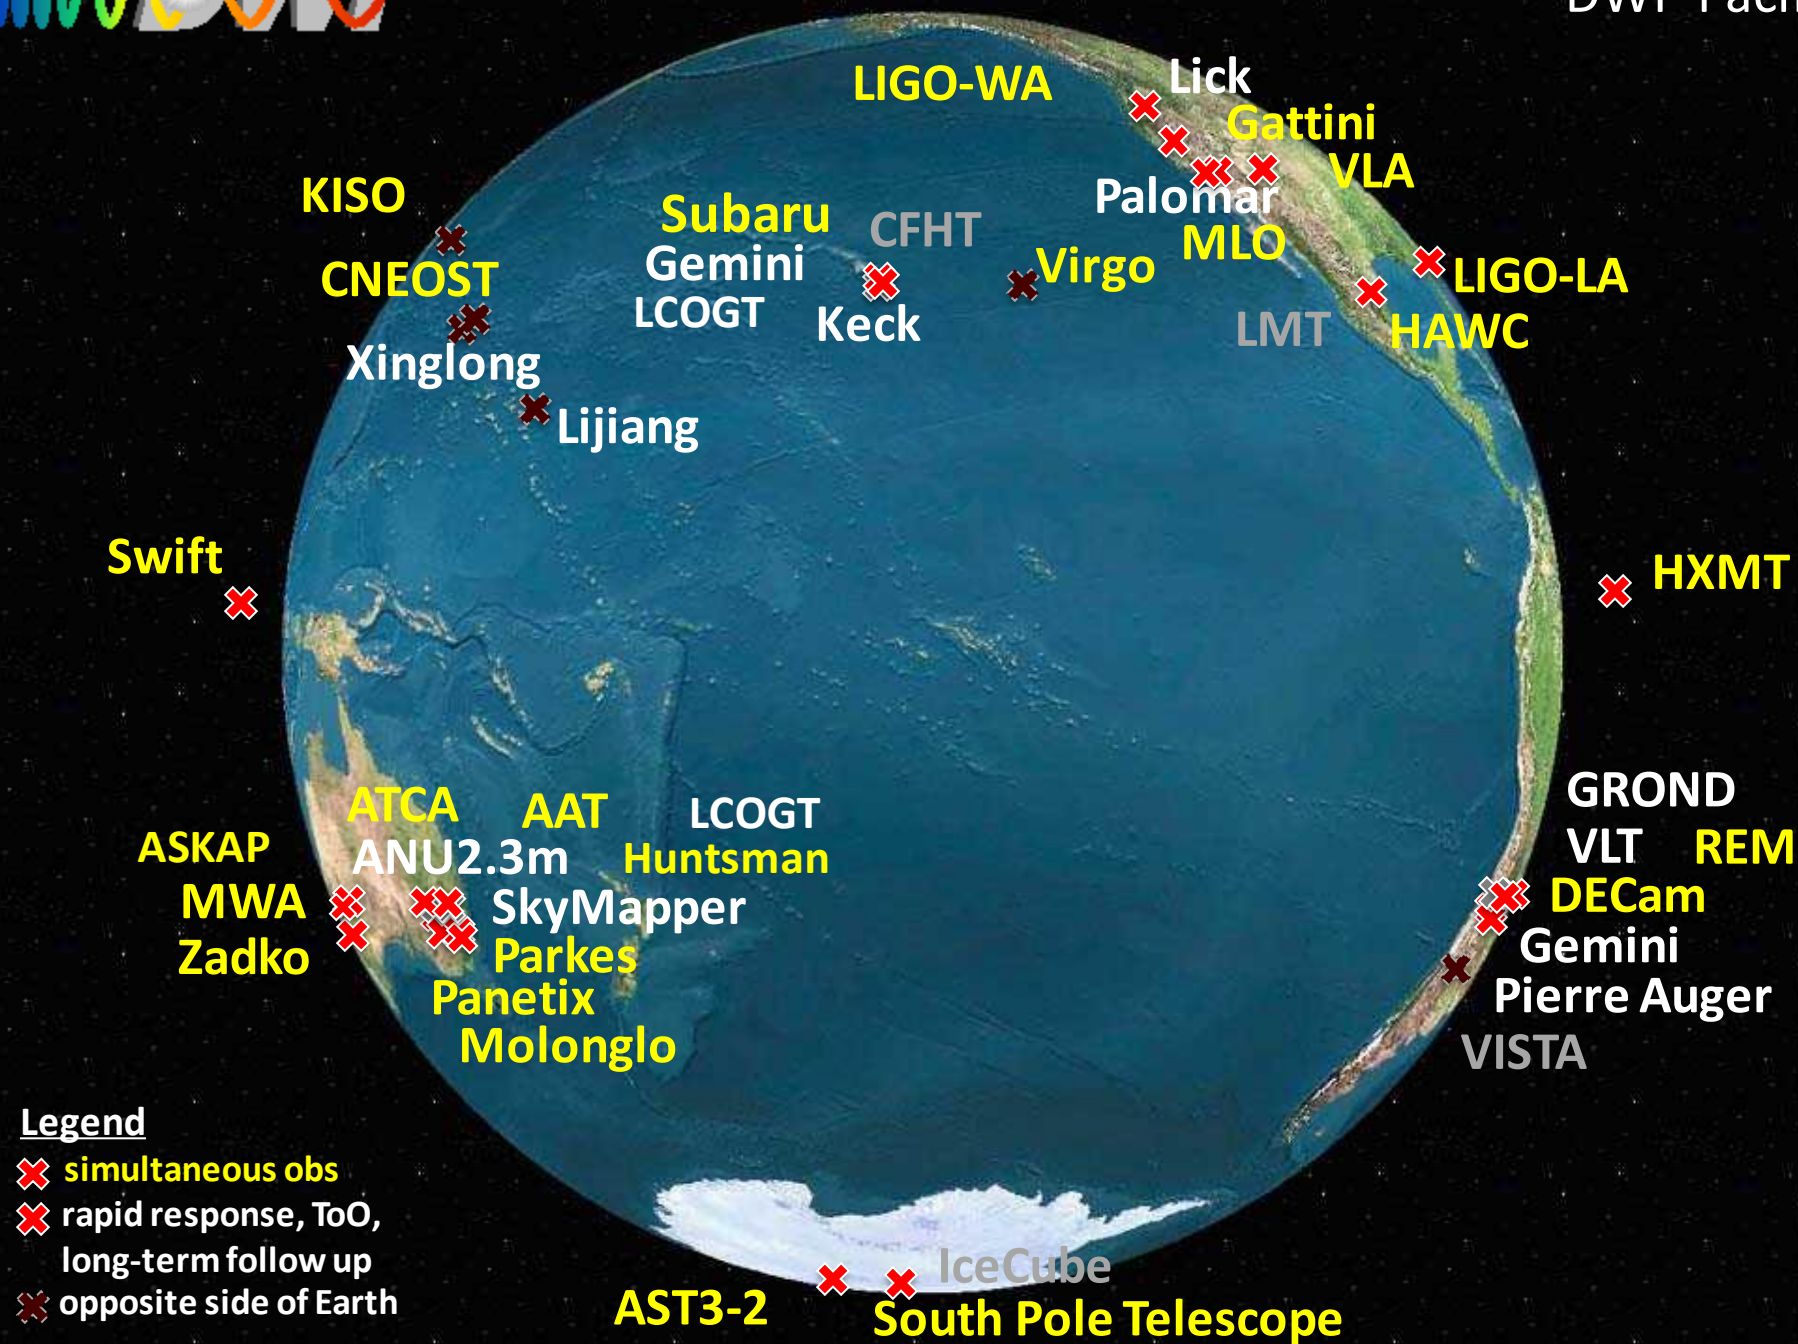 LIGO-WA
Lick
Gattini
VLA
KISO
Subaru
CFHT
Palomar
MLO
Gemini
Virgo
CNEOST
LIGO-LA
LCOGT
Keck
LMT
HAWC
Xinglong
Lijiang
Swift
HXMT
ATCA
AAT
LCOGT
GROND
ASKAP
ANU2.3m
Huntsman
VLT
REM
MWA
SkyMapper
DECam
Zadko
Parkes
Gemini
Panetix
Pierre Auger
Molonglo
VISTA
Legend
simultaneous obs
rapid response, ToO,
long-term follow up
opposite side of Earth
IceCube
AST3-2
South Pole Telescope